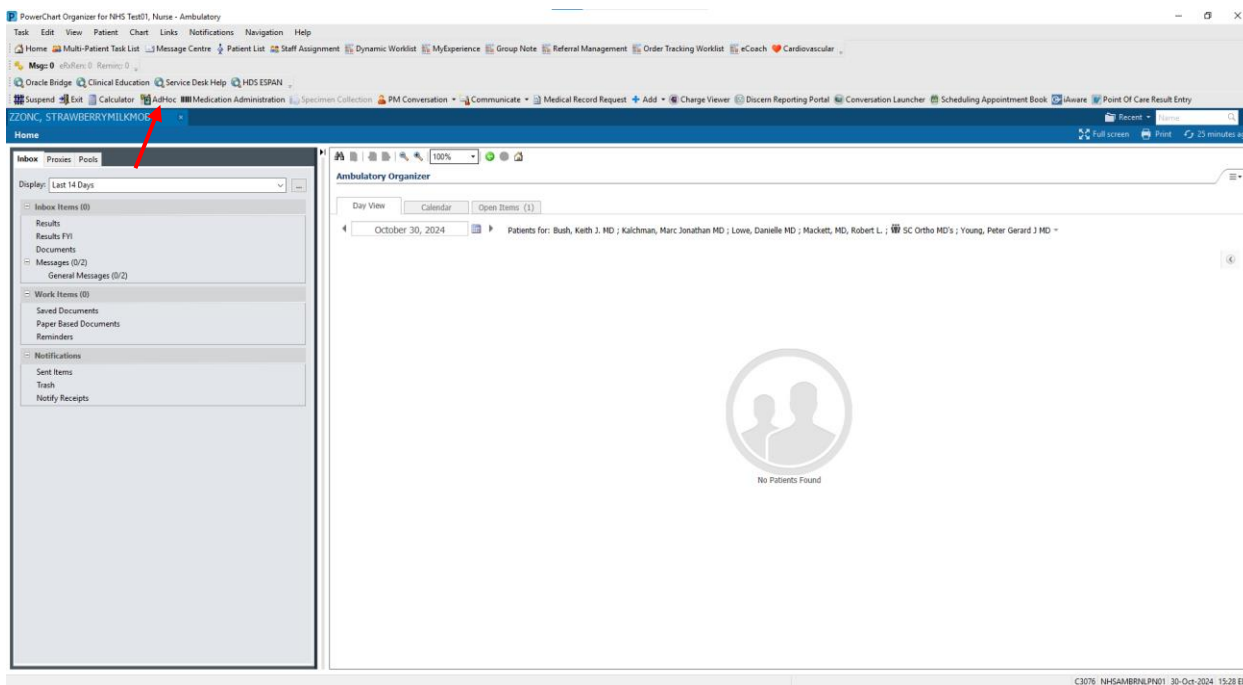 PowerChart Organizer for NHS Test01, Nurse - Ambulatory
Task Edit View Patient Chart Links Notifications Navigation Help
Home Multi-Patient Task List Message Centre Patient List Staff Assignment Dynamic Worklist MyExperience Group Note Referral Management Order Tracking Worklist eCoach Cardiovascular
Msg: 0 0 0
Oracle Bridge Clinical Education Service Desk Help HDS ESPAN
Suspend Exit Calculator AdHoc Medication Administration Specimen Collection PM Conversation Communicate Medical Record Request Add Charge Viewer Discern Reporting Portal Conversation Launcher Scheduling Appointment Book iAware Point Of Care Result Entry
ZZONC, STRAWBERRYMILKMO Recent Name
Home Full screen Print 25 minutes a
Inbox Proxies Pools
100%
Ambulatory Organizer
Display: Last 14 Days ...
Day View Calendar Open Items (1)
Inbox Items (0)
October 30, 2024 Patients for: Bush, Keith J. MD ; Kalchman, Marc Jonathan MD ; Lowe, Danielle MD ; Mackett, MD, Robert L. ; SC Ortho MD's ; Young, Peter Gerard J MD
Results
Results FYI
Documents
Messages (0/2)
General Messages (0/2)
Work Items (0)
Saved Documents
Paper Based Documents
Reminders
Notifications
Sent Items
Trash
Notify Receipts
No Patients Found
C3076 NHSAMBRNLPN01 30-Oct-2024 15:28 E